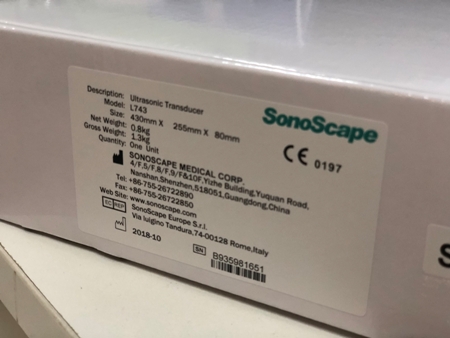 SonoScape
Description: Ultrasonic Transducer
Model: L743
Size: 430mm X 255mm X 80mm
Net Weight: 0.8kg
Gross Weight: 1.3kg
Quantity: One Unit
CE 0197
SONOSCAPE MEDICAL CORP.
4/F,5/F,8/F,9/F&10F,Yizhe Building,Yuquan Road,
Nanshan,Shenzhen,518051,Guangdong,China
Tel: +86-755-26722890
Fax: +86-755-26722850
Web Site: www.sonoscape.com
EC REP SonoScape Europe S.r.l.
Via luigino Tandura,74-00128 Rome,Italy
2018-10
SN B935981651
S